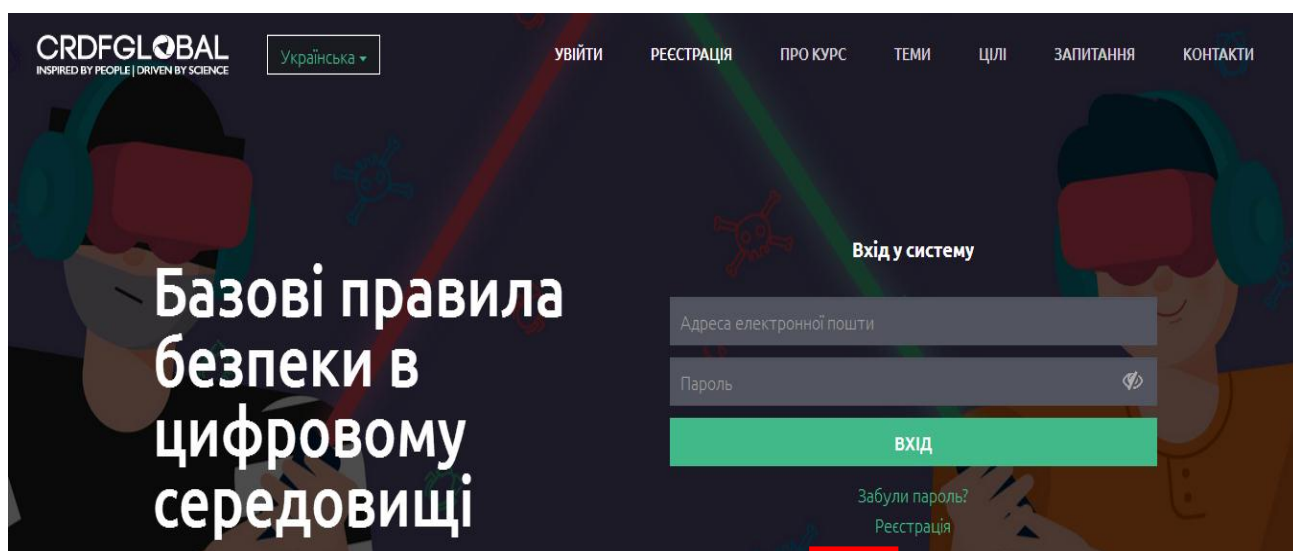 CRDFGLOBAL
INSPIRED BY PEOPLE | DRIVEN BY SCIENCE
Українська
УВІЙТИ РЕЄСТРАЦІЯ ПРО КУРС ТЕМИ ЦІЛІ ЗАПИТАННЯ КОНТАКТИ
Базові правила
безпеки в
цифровому
середовищі
Вхід у систему
Адреса електронної пошти
Пароль
ВХІД
Забули пароль?
Реєстрація